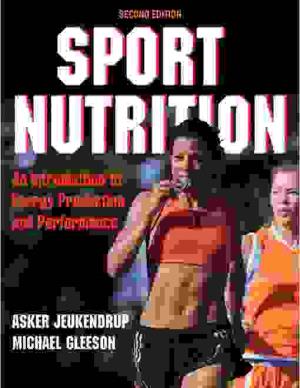 SECOND EDITION
SPORT
NUTRITION
An Introduction to
Energy Production
and Performance
ASKER JEUKENDRUP
MICHAEL GLEESON